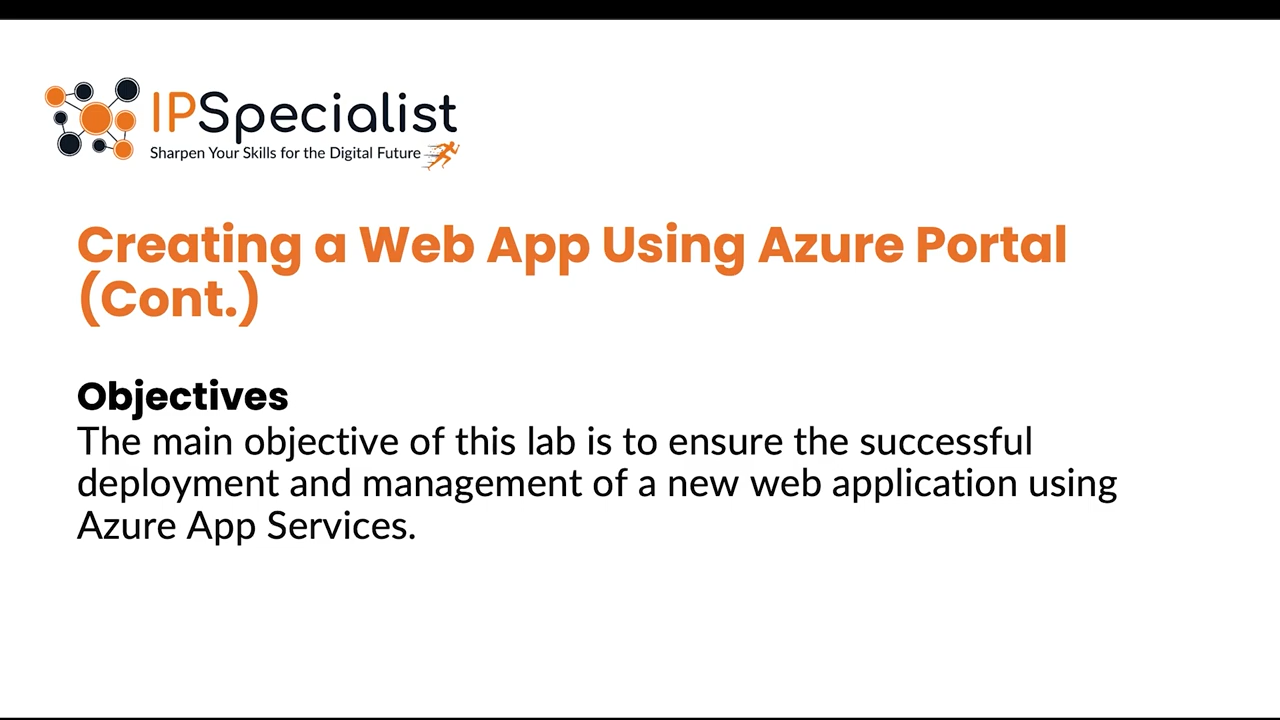 IPSpecialist
Sharpen Your Skills for the Digital Future
Creating a Web App Using Azure Portal
(Cont.)
Objectives
The main objective of this lab is to ensure the successful
deployment and management of a new web application using
Azure App Services.